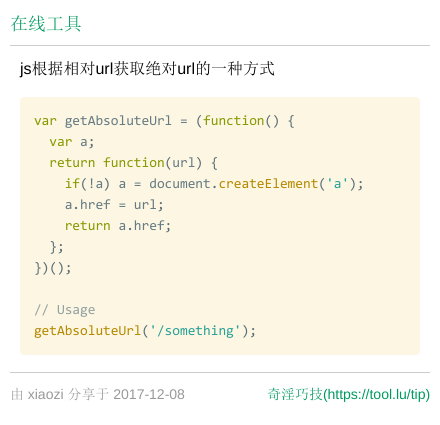 在线工具
js根据相对url获取绝对url的一种方式
var getAbsoluteUrl = (function() {
  var a;
  return function(url) {
    if(!a) a = document.createElement('a');
    a.href = url;
    return a.href;
  };
})();

// Usage
getAbsoluteUrl('/something');
由 xiaozi 分享于 2017-12-08
奇淫巧技(https://tool.lu/tip)